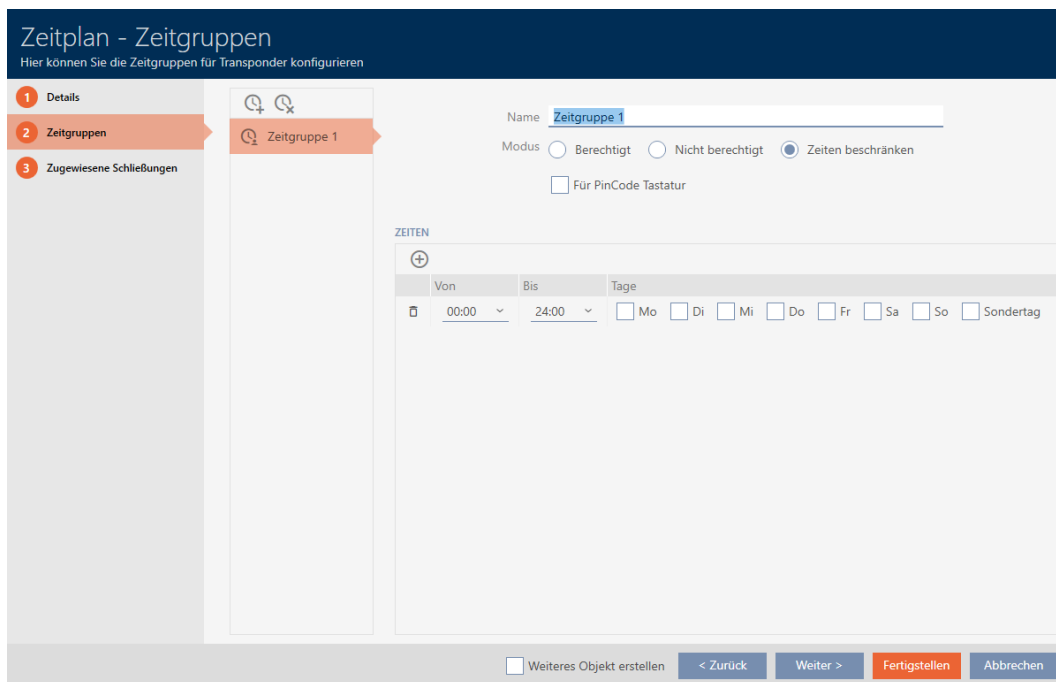 Zeitplan - Zeitgruppen
Hier können Sie die Zeitgruppen für Transponder konfigurieren
1 Details
2 Zeitgruppen
3 Zugewiesene Schließungen
Zeitgruppe 1
Name Zeitgruppe 1
Modus Berechtigt Nicht berechtigt Zeiten beschränken
Für PinCode Tastatur
ZEITEN
Von Bis Tage
00:00 24:00 Mo Di Mi Do Fr Sa So Sondertag
Weiteres Objekt erstellen < Zurück Weiter > Fertigstellen Abbrechen